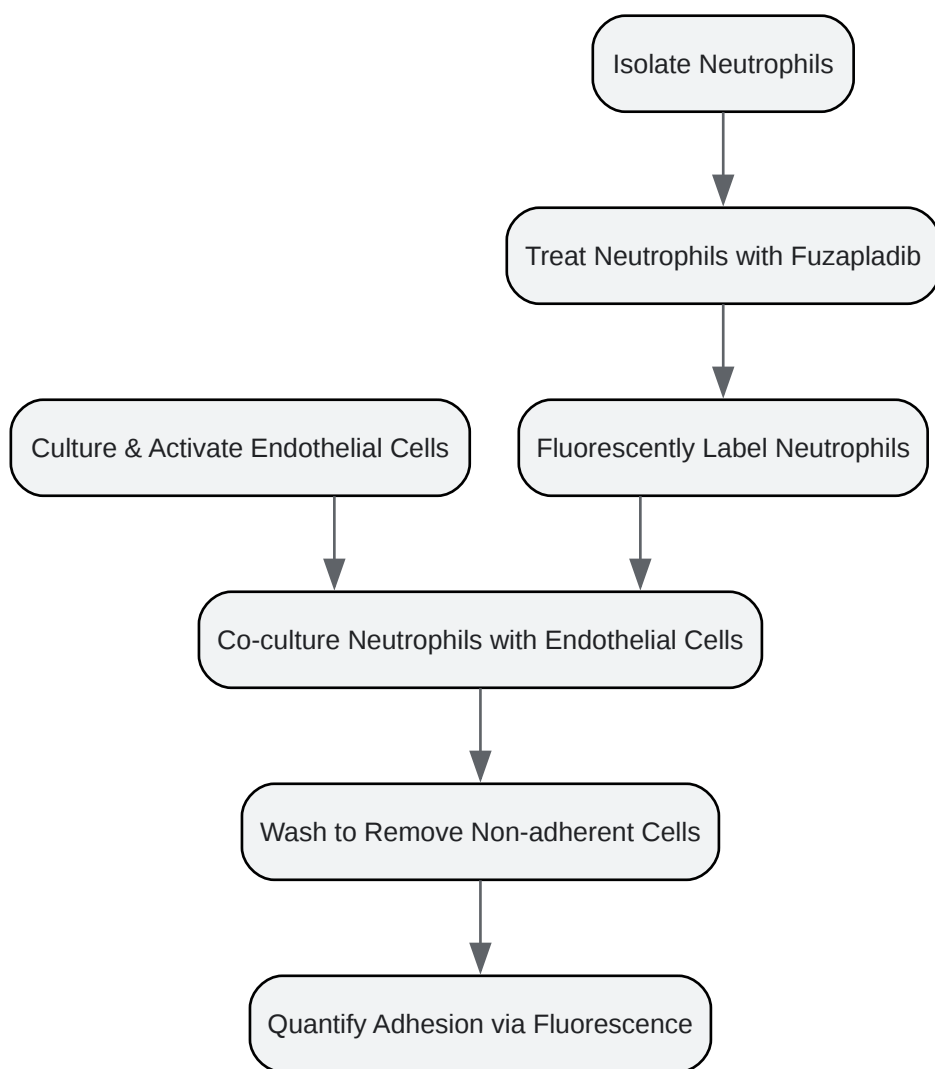 Isolate Neutrophils
Treat Neutrophils with Fuzapladib
Culture & Activate Endothelial Cells
Fluorescently Label Neutrophils
Co-culture Neutrophils with Endothelial Cells
Wash to Remove Non-adherent Cells
Quantify Adhesion via Fluorescence